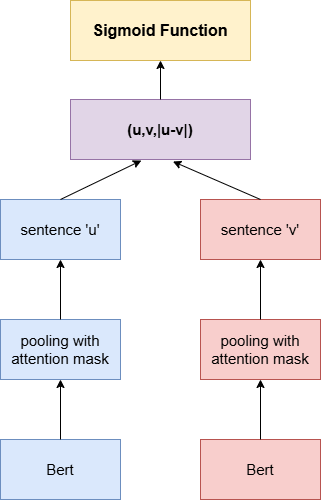 Sigmoid Function
(u,v,|u-v|)
sentence 'u'
sentence 'v'
pooling with
attention mask
pooling with
attention mask
Bert
Bert